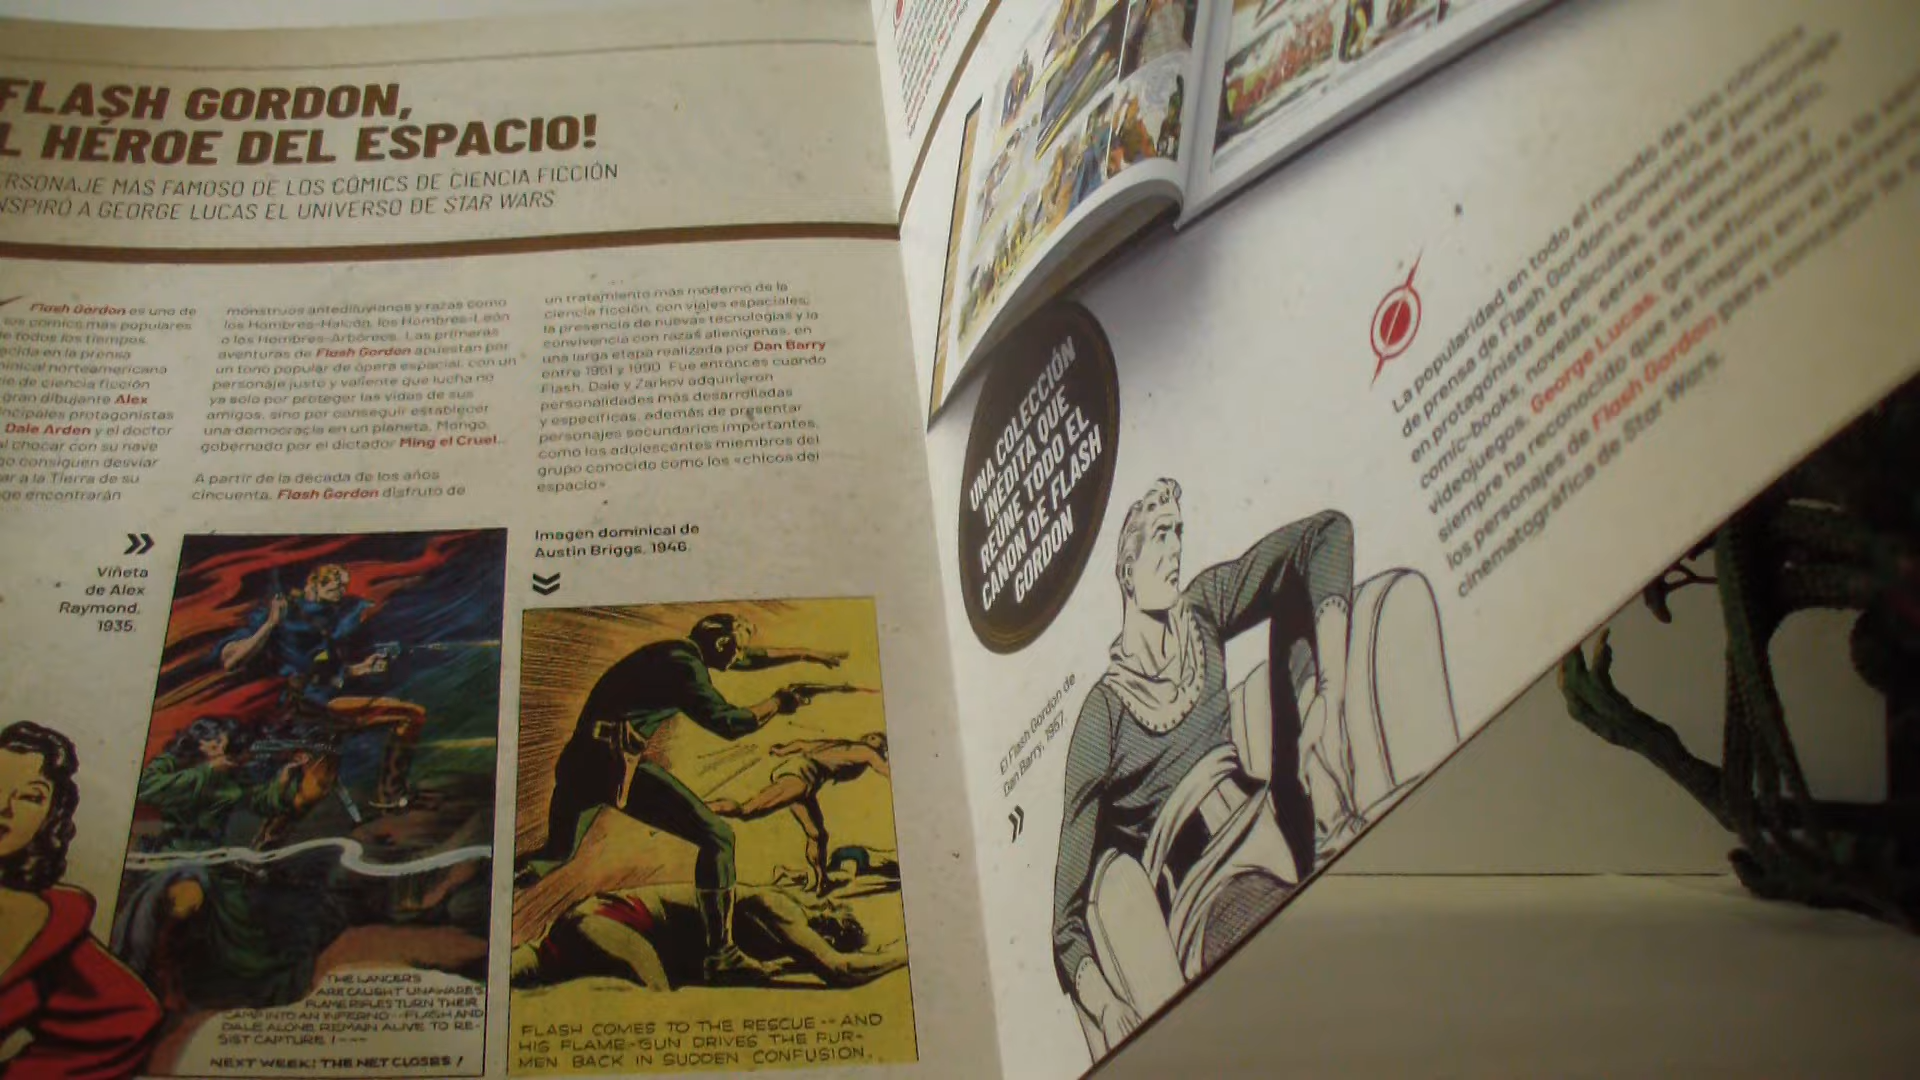 FLASH GORDON,
L HÉROE DEL ESPACIO!
RSONAJE MÁS FAMOSO DE LOS CÓMICS DE CIENCIA FICCIÓN
NSPIRÓ A GEORGE LUCAS EL UNIVERSO DE STAR WARS
Flash Gordon es uno de
los cómics más populares
de todos los tiempos.
acida en la prensa
inical norteamericana
ie de ciencia ficción
gran dibujante Alex
ncipales protagonistas
Dale Arden y el doctor
al chocar con su nave
go consiguen desviar
ar a la Tierra de su
go encontrarán
monstruos antediluvianos y razas como
los Hombres-Halcón, los Hombres-León
o los Hombres-Arbóreos. Las primeras
aventuras de Flash Gordon apuestan por
un tono popular de ópera espacial, con un
personaje justo y valiente que lucha no
ya solo por proteger las vidas de sus
amigos, sino por conseguir establecer
una democracia en un planeta, Mongo,
gobernado por el dictador Ming el Cruel.
A partir de la década de los años
cincuenta, Flash Gordon disfruta de
un tratamiento más moderno de la
ciencia ficción, con viajes espaciales,
la presencia de nuevas tecnologías y la
convivencia con razas alienígenas, en
una larga etapa realizada por Dan Barry
entre 1951 y 1990. Fue entonces cuando
Flash, Dale y Zarkov adquirieron
personalidades más desarrolladas
y específicas, además de presentar
personajes secundarios importantes,
como los adolescentes miembros del
grupo conocido como los «chicos del
espacio».
Viñeta
de Alex
Raymond,
1935.
Imagen dominical de
Austin Briggs, 1946.
THE LANCERS
ARE CAUGHT UNAWARES
FLAME RIFLES TURN THEIR
CAMP INTO AN INFERNO--FLASH AND
DALE ALONE REMAIN ALIVE TO RE-
SIST CAPTURE!---
NEXT WEEK: THE NET CLOSES!
FLASH COMES TO THE RESCUE -- AND
HIS FLAME-GUN DRIVES THE FUR-
MEN BACK IN SUDDEN CONFUSION.
UNA COLECCIÓN
INÉDITA QUE
REÚNE TODO EL
CANON DE FLASH
GORDON
El Flash Gordon de
Dan Barry, 1957.
La popularidad en todo el mundo de los cómics
de prensa de Flash Gordon convirtió al personaje
en protagonista de películas, seriales de radio,
comic-books, novelas, series de televisión y
videojuegos. George Lucas, gran aficionado a la
siempre ha reconocido que se inspiró en el
los personajes de Flash Gordon para
cinematográfica de Star Wars.